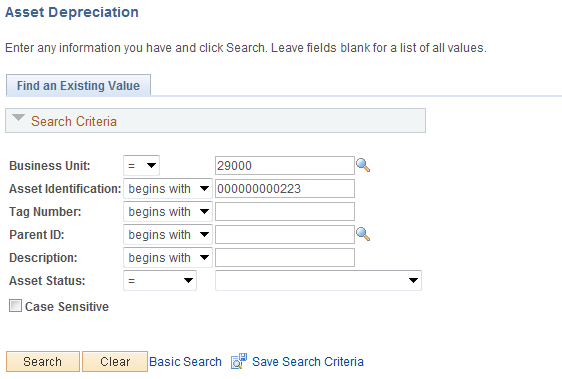 Asset Depreciation
Enter any information you have and click Search. Leave fields blank for a list of all values.
Find an Existing Value
Search Criteria
Business Unit: = 29000
Asset Identification: begins with 000000000223
Tag Number: begins with
Parent ID: begins with
Description: begins with
Asset Status: =
Case Sensitive
Search Clear Basic Search Save Search Criteria